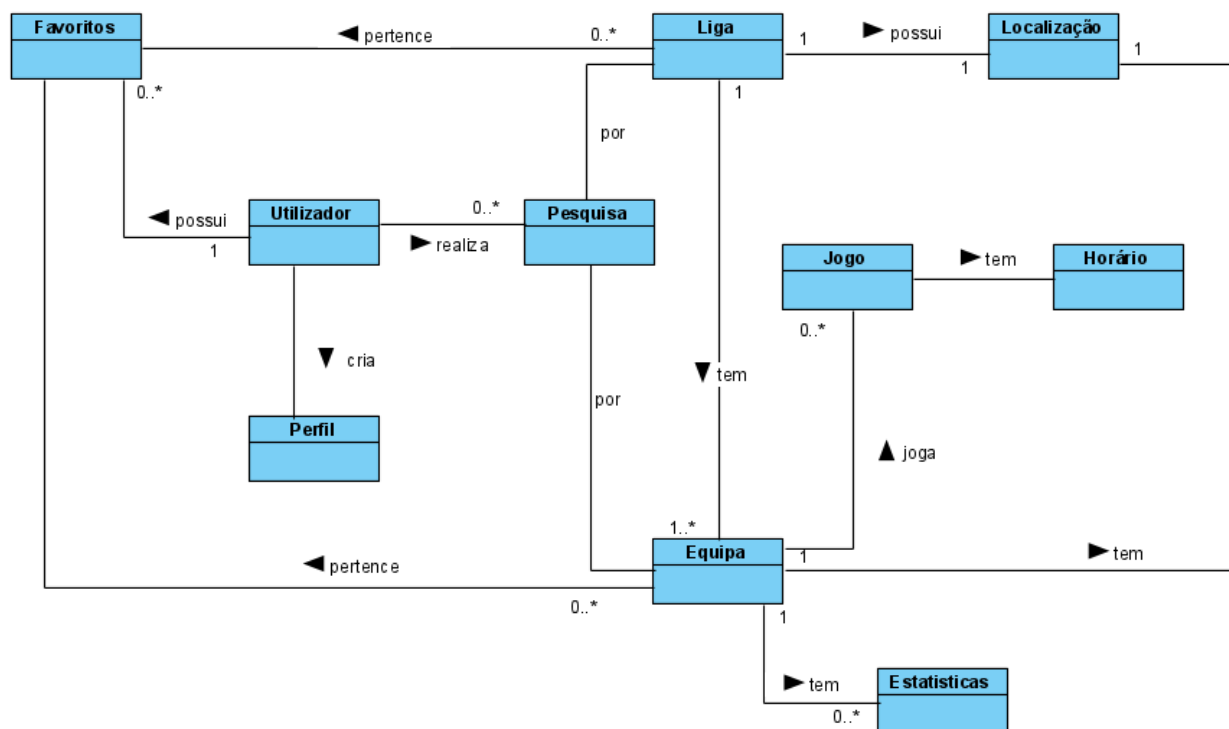 Favoritos
pertence
0..*
Liga
1
possui
1
Localização
1
0..*
1
por
Utilizador
possui
1
0..*
realiza
Pesquisa
Jogo
tem
Horário
0..*
cria
tem
por
Perfil
joga
1..*
Equipa
1
tem
pertence
0..*
1
tem
0..*
Estatisticas